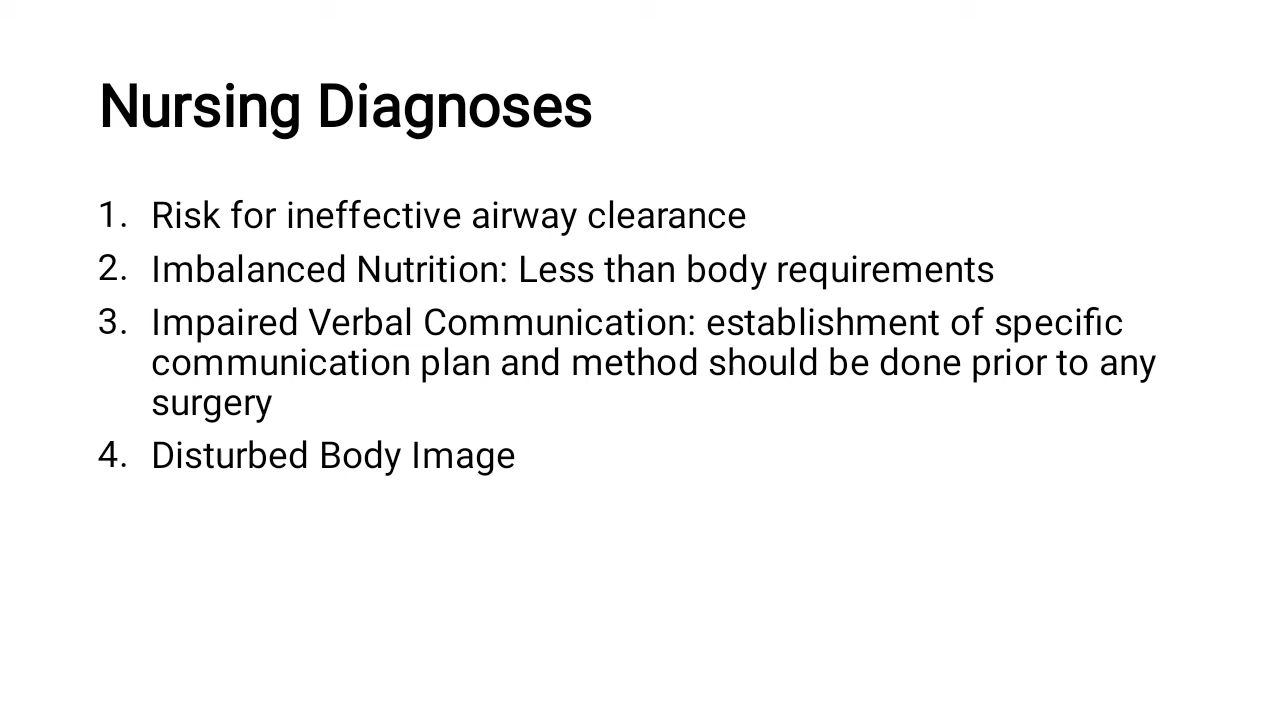 Nursing Diagnoses
1. Risk for ineffective airway clearance
2. Imbalanced Nutrition: Less than body requirements
3. Impaired Verbal Communication: establishment of specific
communication plan and method should be done prior to any
surgery
4. Disturbed Body Image